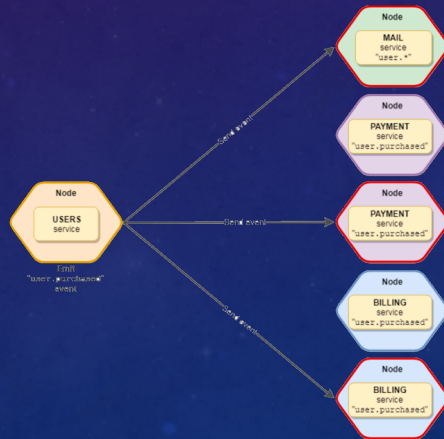 Node
MAIL
service
"user.*"
Node
PAYMENT
service
"user.purchased"
Send event
Node
USERS
service
Node
PAYMENT
service
"user.purchased"
Send event
Emit
"user.purchased"
event
Node
BILLING
service
"user.purchased"
Send event
Node
BILLING
service
"user.purchased"